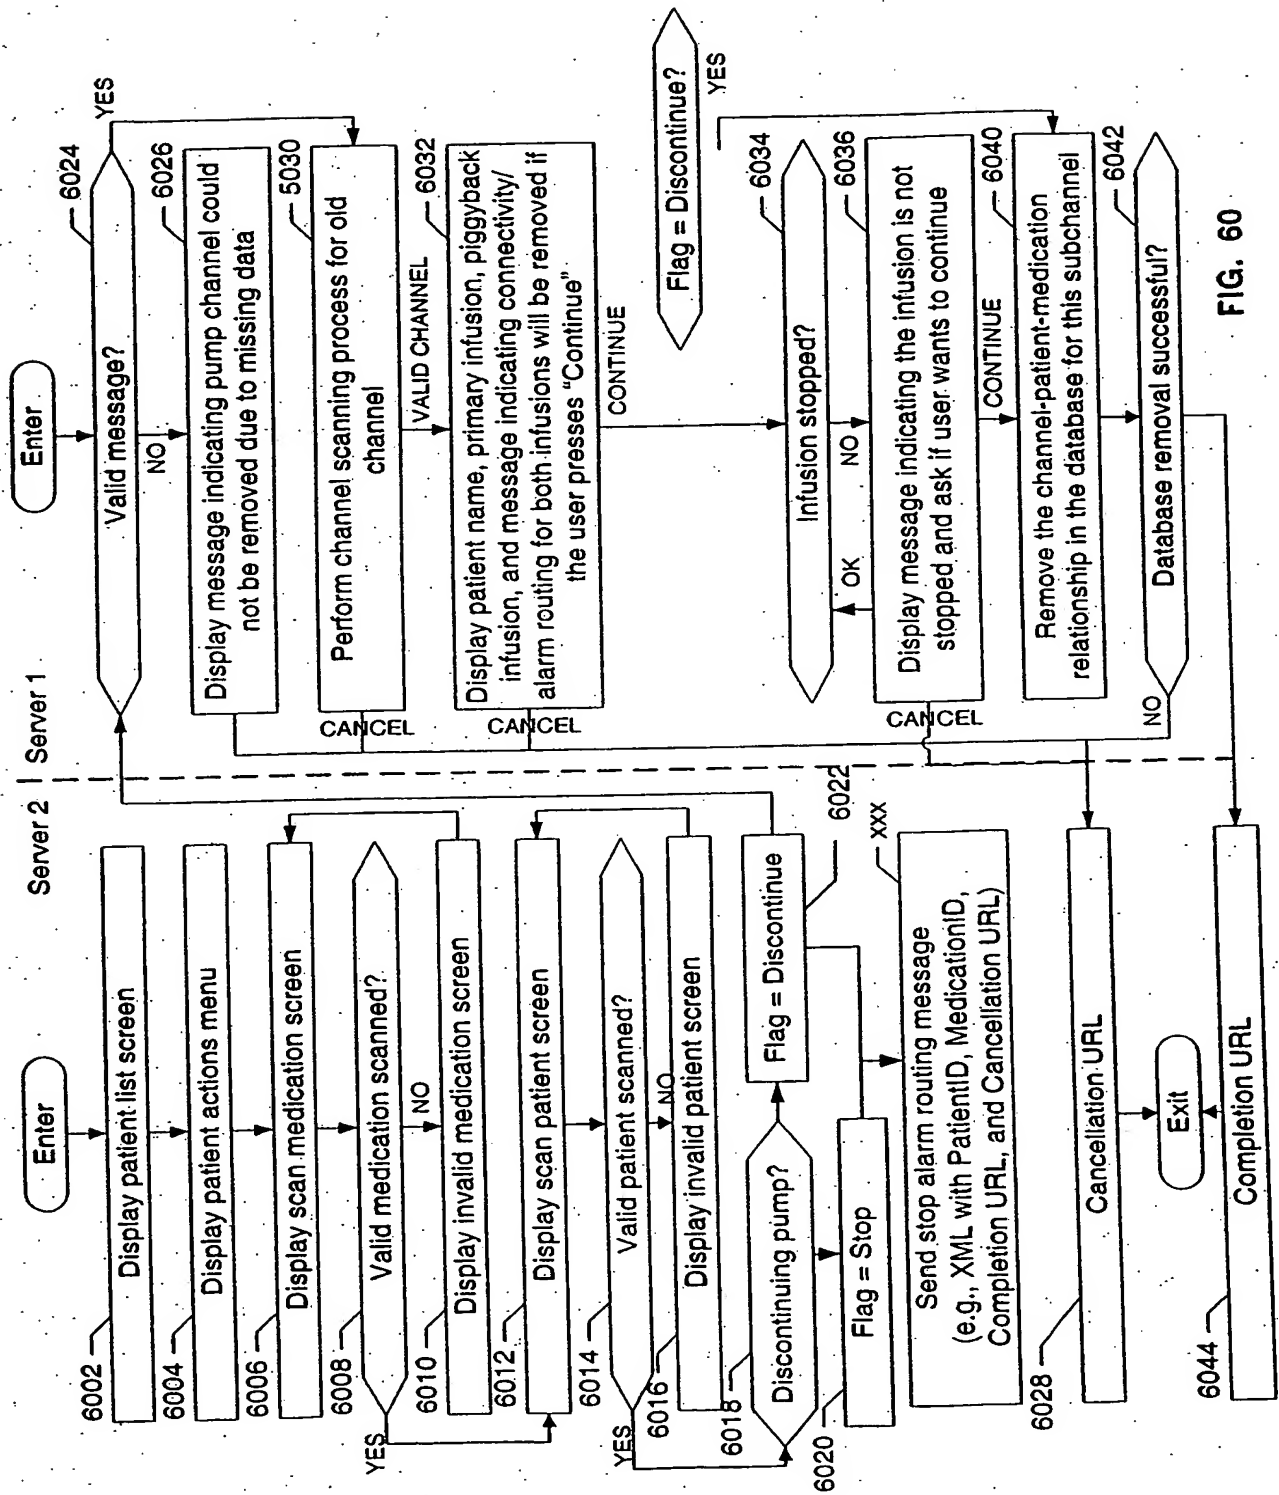 Server 2
Enter
6002
Display patient list screen
6004
Display patient actions menu
6006
Display scan medication screen
6008
Valid medication scanned?
YES
NO
6010
Display invalid medication screen
6012
Display scan patient screen
6014
Valid patient scanned?
YES
NO
6016
Display invalid patient screen
6018
Discontinuing pump?
Flag = Discontinue
6022
6020
Flag = Stop
XXX
Send stop alarm routing message
(e.g., XML with PatientID, MedicationID,
Completion URL, and Cancellation URL)
6028
Cancellation URL
Exit
6044
Completion URL
Server 1
Enter
6024
Valid message?
YES
NO
6026
Display message indicating pump channel could
not be removed due to missing data
5030
Perform channel scanning process for old
channel
CANCEL
VALID CHANNEL
6032
Display patient name, primary infusion, piggyback
infusion, and message indicating connectivity/
alarm routing for both infusions will be removed if
the user presses "Continue"
CANCEL
CONTINUE
Flag = Discontinue?
YES
6034
Infusion stopped?
OK
NO
6036
Display message indicating the infusion is not
stopped and ask if user wants to continue
CANCEL
CONTINUE
6040
Remove the channel-patient-medication
relationship in the database for this subchannel
6042
Database removal successful?
NO
FIG. 60